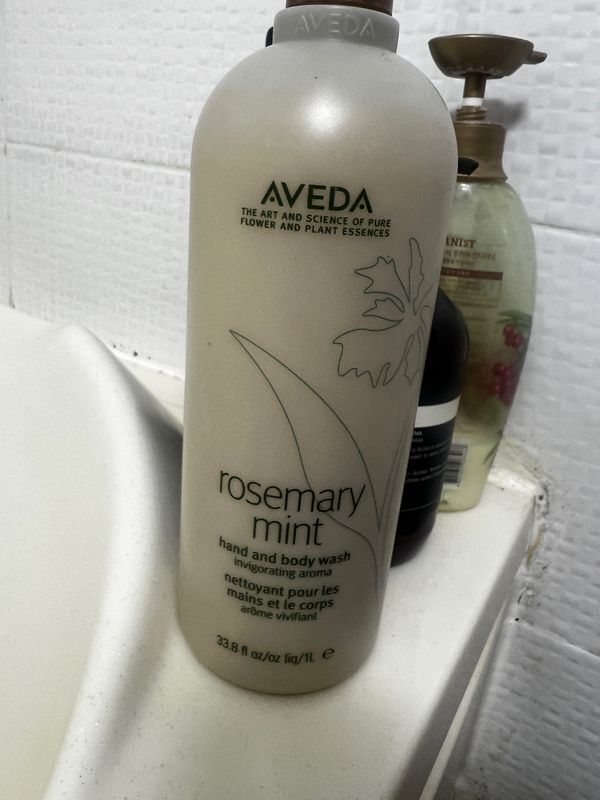 AVEDA
AVEDA
THE ART AND SCIENCE OF PURE
FLOWER AND PLANT ESSENCES
rosemary
mint
hand and body wash
invigorating aroma
nettoyant pour les
mains et le corps
arôme vivifiant
33.8 fl oz/oz liq/1L e